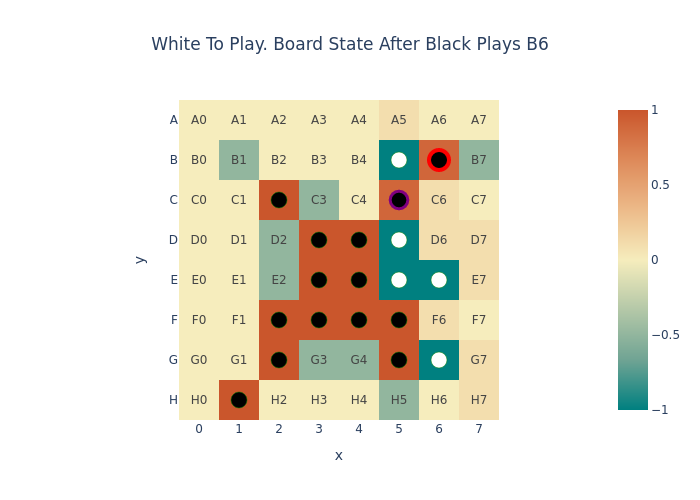 White To Play. Board State After Black Plays B6
A A0 A1 A2 A3 A4 A5 A6 A7
B B0 B1 B2 B3 B4 B7
C C0 C1 C3 C4 C6 C7
D D0 D1 D2 D6 D7
E E0 E1 E2 E7
F F0 F1 F6 F7
G G0 G1 G3 G4 G7
H H0 H2 H3 H4 H5 H6 H7
0 1 2 3 4 5 6 7
x
y
1
0.5
0
−0.5
−1